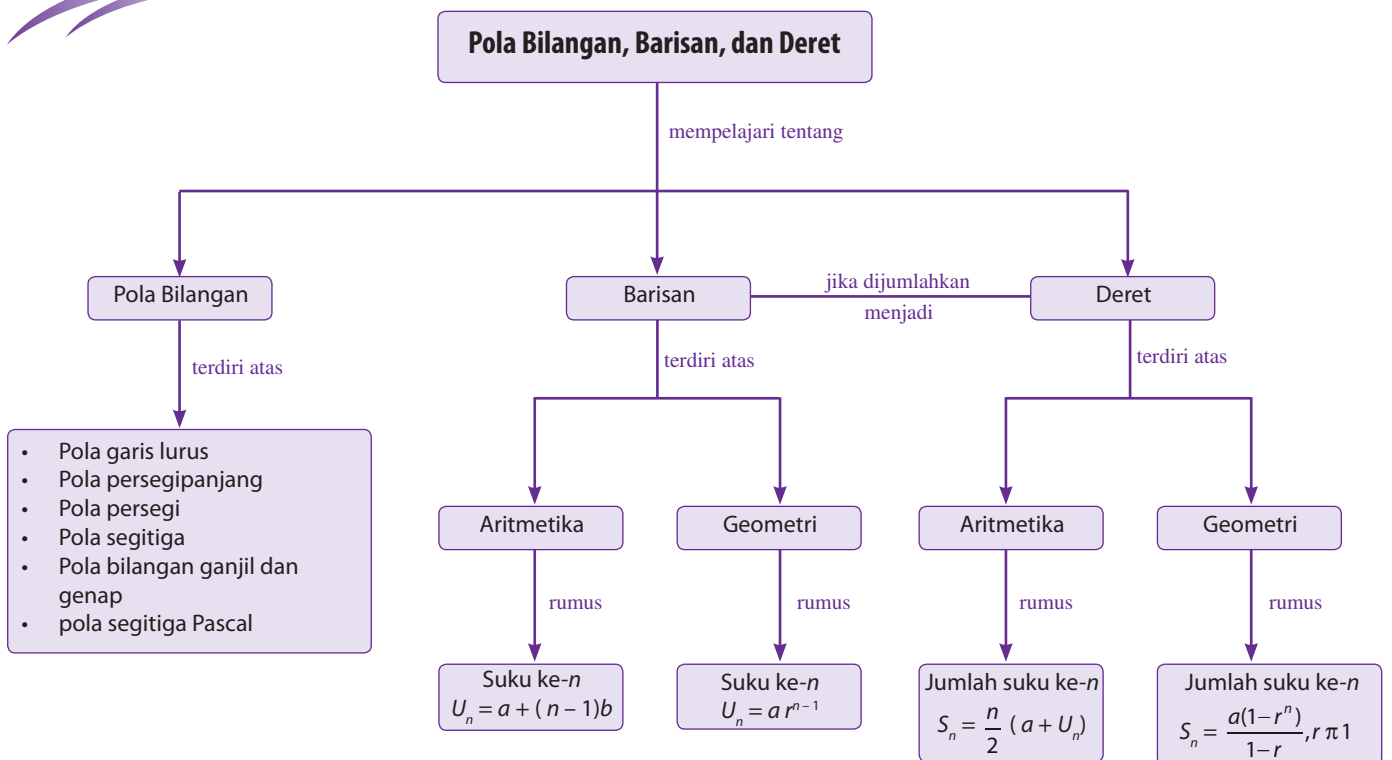 Pola Bilangan, Barisan, dan Deret
mempelajari tentang
Pola Bilangan
Barisan
jika dijumlahkan
menjadi
Deret
terdiri atas
terdiri atas
terdiri atas
• Pola garis lurus
• Pola persegipanjang
• Pola persegi
• Pola segitiga
• Pola bilangan ganjil dan
genap
• pola segitiga Pascal
Aritmetika
Geometri
Aritmetika
Geometri
rumus
rumus
rumus
rumus
Suku ke-n
Uₙ = a + ( n – 1)b
Suku ke-n
Uₙ = a rⁿ⁻¹
Jumlah suku ke-n
Sₙ = n/2 ( a + Uₙ)
Jumlah suku ke-n
Sₙ = a(1–rⁿ)/1–r, r π 1